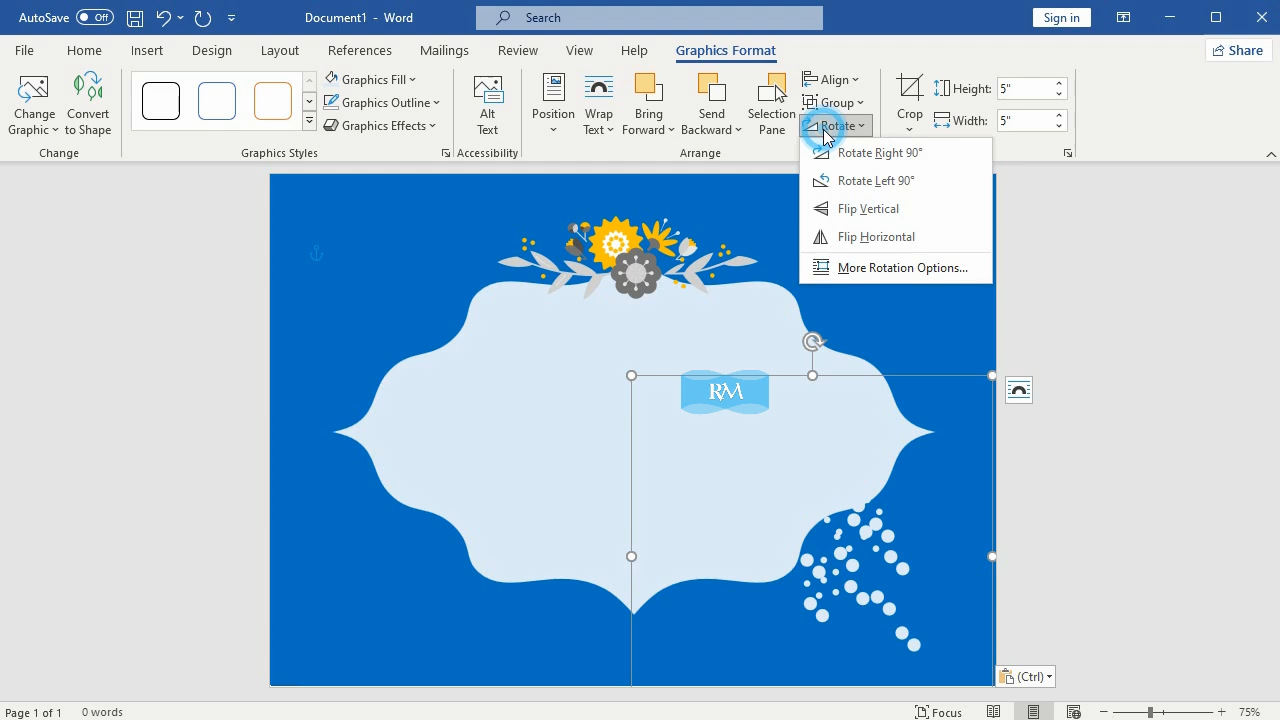 AutoSave Off Document1 - Word Search Sign in
File Home Insert Design Layout References Mailings Review View Help Graphics Format Share
Change Graphic
Convert to Shape
Change
Graphics Fill
Graphics Outline
Graphics Effects
Graphics Styles
Alt Text
Accessibility
Position
Wrap Text
Bring Forward
Send Backward
Selection Pane
Align
Group
Rotate
Arrange
Crop
Height: 5"
Width: 5"
Rotate Right 90°
Rotate Left 90°
Flip Vertical
Flip Horizontal
More Rotation Options...
RM
(Ctrl)
Page 1 of 1 0 words Focus 75%